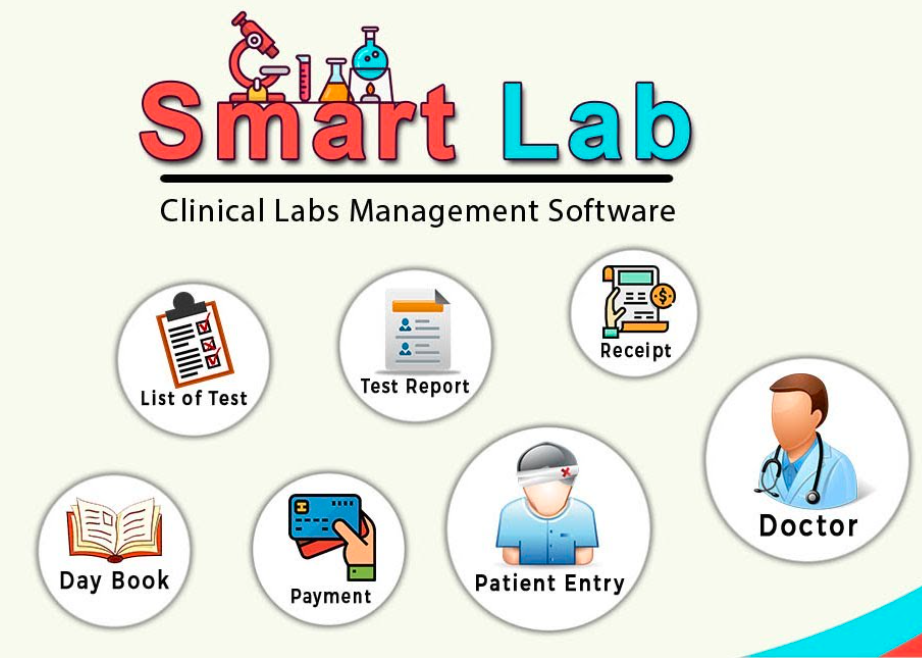 Smart Lab
Clinical Labs Management Software
List of Test
Test Report
Receipt
Doctor
Day Book
Payment
Patient Entry